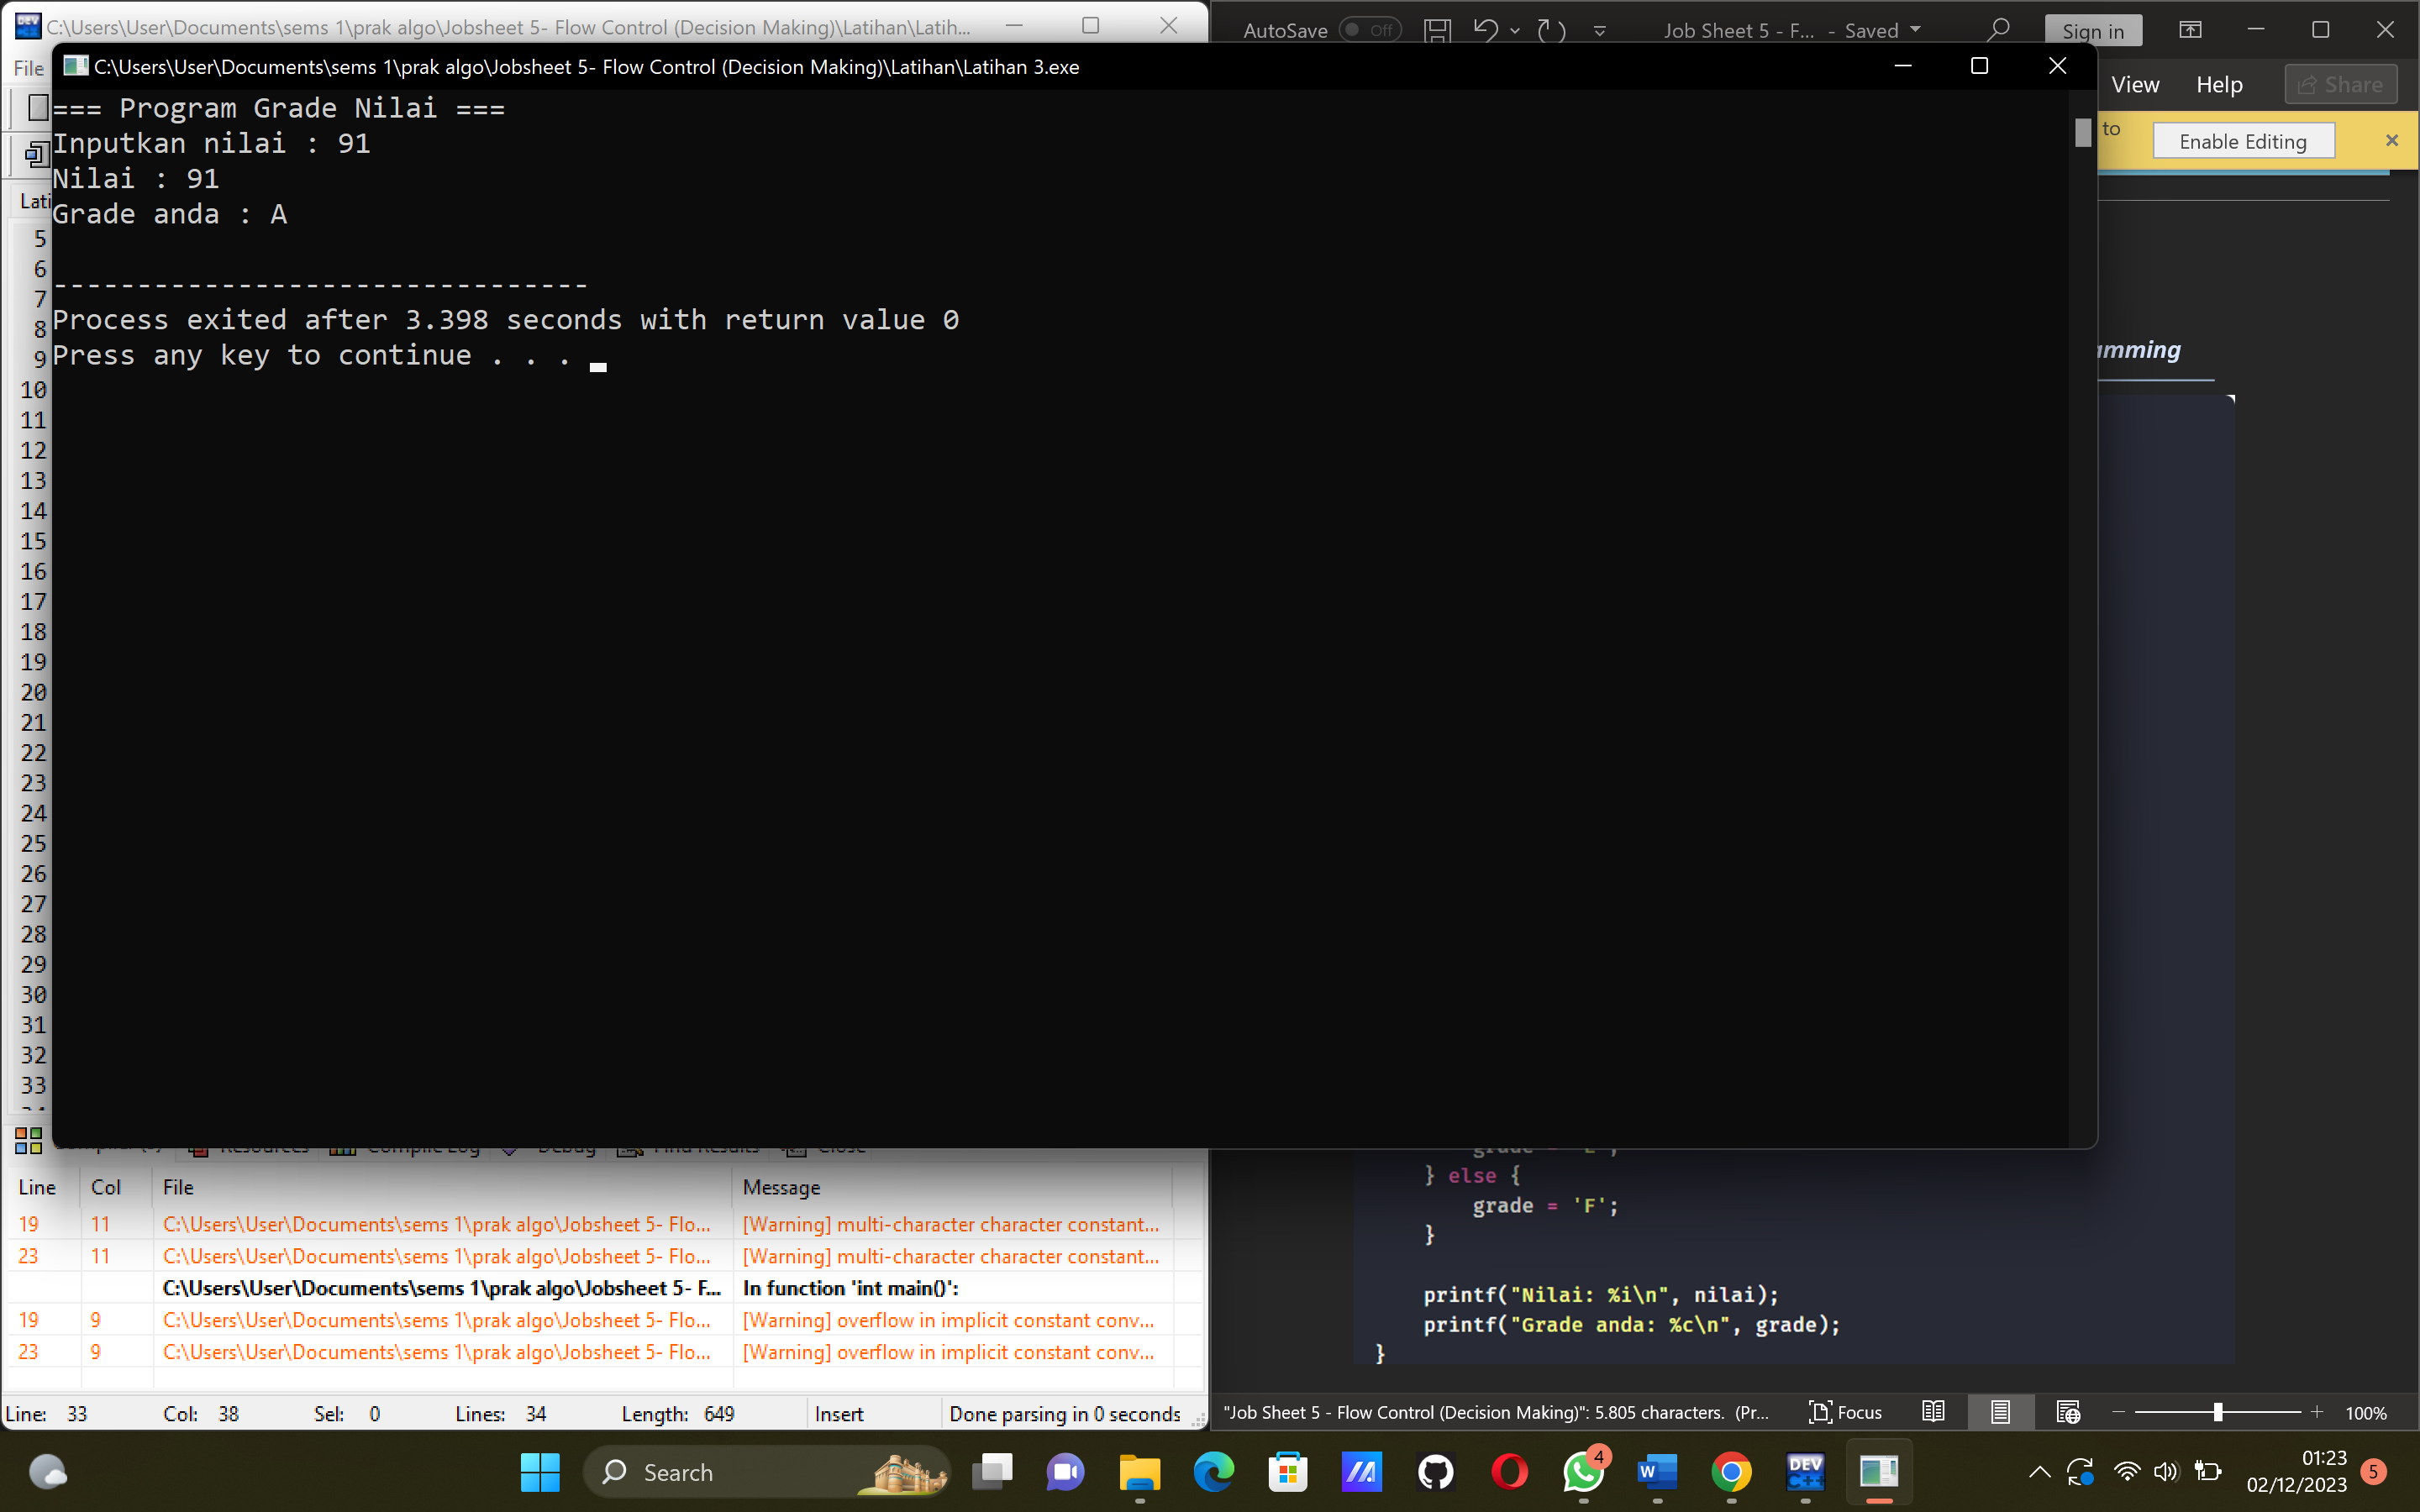 C:\Users\User\Documents\sems 1\prak algo\Jobsheet 5- Flow Control (Decision Making)\Latihan\Latih...
File
AutoSave Off
Job Sheet 5 - F... - Saved
Sign in
View Help Share
to Enable Editing
C:\Users\User\Documents\sems 1\prak algo\Jobsheet 5- Flow Control (Decision Making)\Latihan\Latihan 3.exe
=== Program Grade Nilai ===
Inputkan nilai : 91
Nilai : 91
Grade anda : A
--------------------------------
Process exited after 3.398 seconds with return value 0
Press any key to continue . . .
Lati
5
6
7
8
9
10
11
12
13
14
15
16
17
18
19
20
21
22
23
24
25
26
27
28
29
30
31
32
33
amming
} else {
grade = 'F';
}
printf("Nilai: %i\n", nilai);
printf("Grade anda: %c\n", grade);
}
Resources Compile Log Debug Find Results Close
Line Col File Message
19 11 C:\Users\User\Documents\sems 1\prak algo\Jobsheet 5- Flo... [Warning] multi-character character constant...
23 11 C:\Users\User\Documents\sems 1\prak algo\Jobsheet 5- Flo... [Warning] multi-character character constant...
C:\Users\User\Documents\sems 1\prak algo\Jobsheet 5- F... In function 'int main()':
19 9 C:\Users\User\Documents\sems 1\prak algo\Jobsheet 5- Flo... [Warning] overflow in implicit constant conv...
23 9 C:\Users\User\Documents\sems 1\prak algo\Jobsheet 5- Flo... [Warning] overflow in implicit constant conv...
Line: 33 Col: 38 Sel: 0 Lines: 34 Length: 649 Insert Done parsing in 0 seconds
"Job Sheet 5 - Flow Control (Decision Making)": 5.805 characters. (Pr... Focus 100%
Search
4
W
DEV
C++
01:23
02/12/2023
5